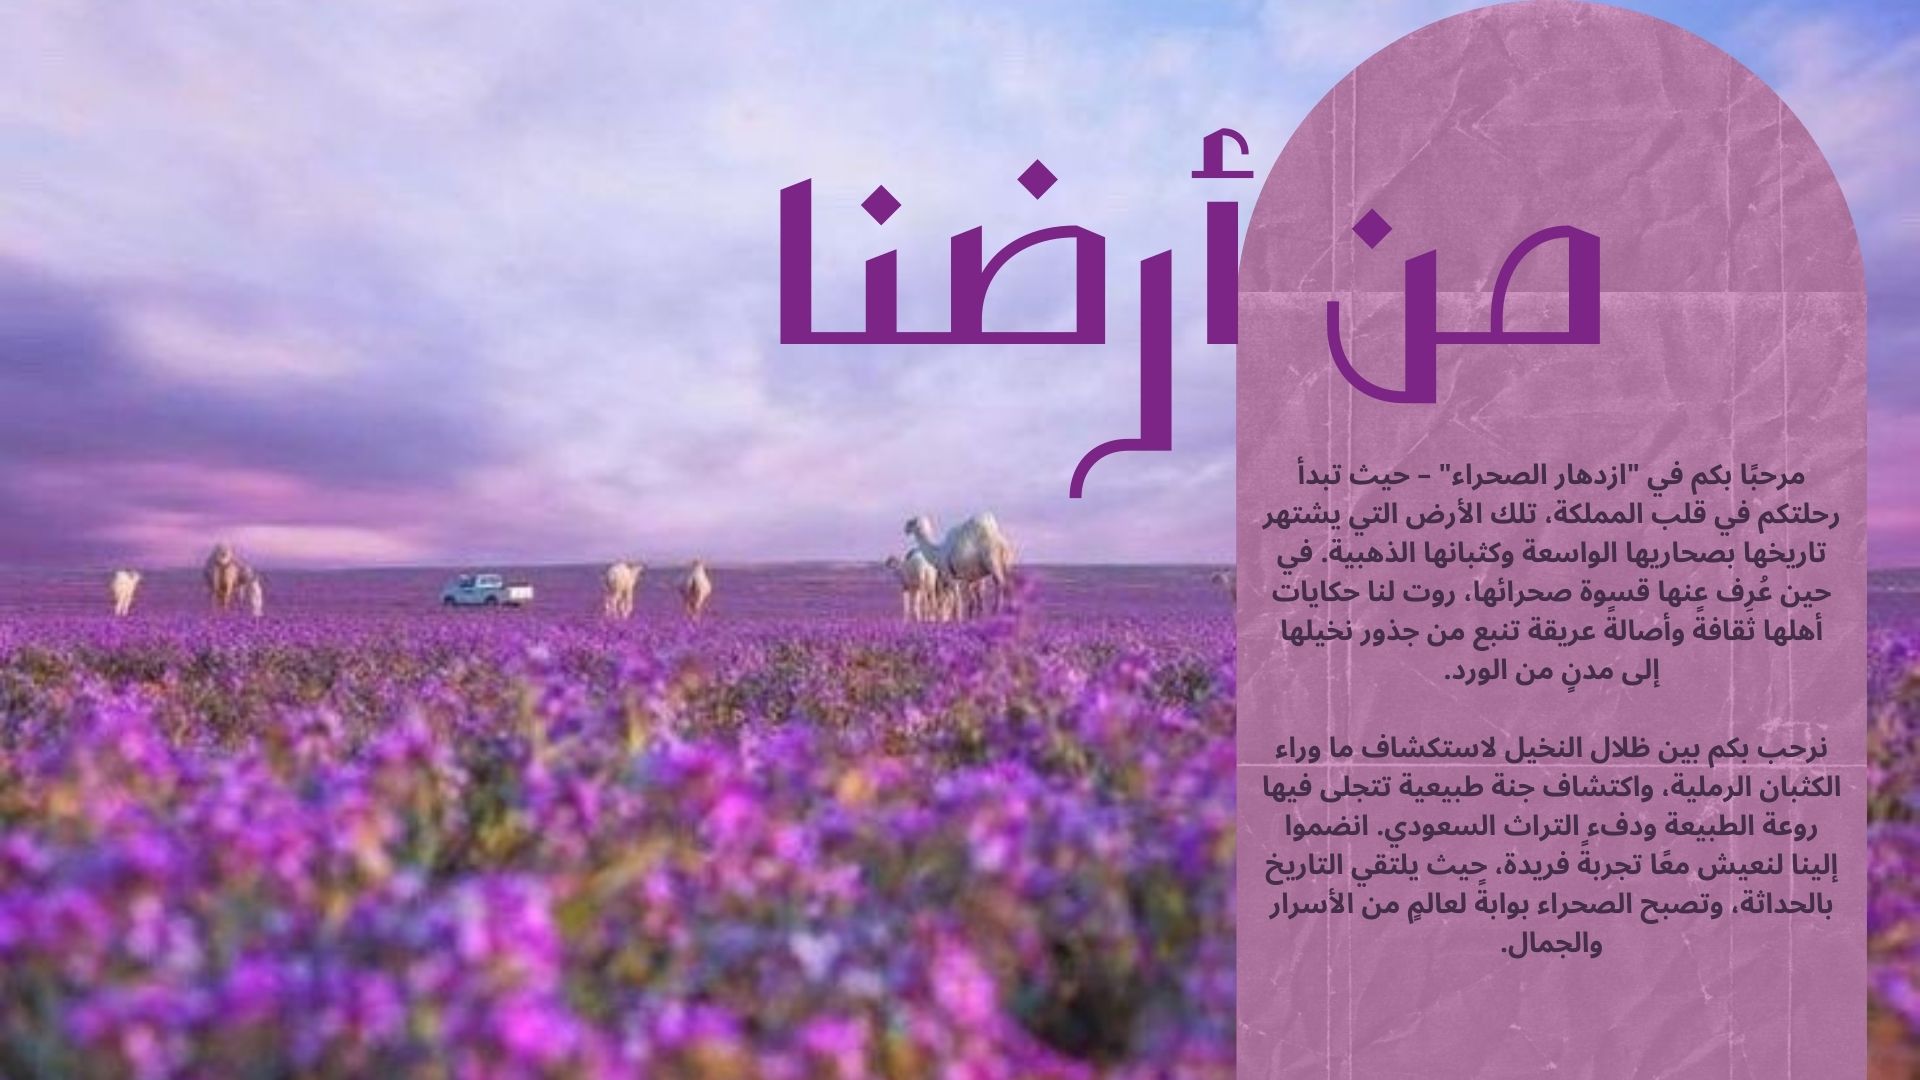 من أرضنا
مرحبًا بكم في "ازدهار الصحراء" – حيث تبدأ
رحلتكم في قلب المملكة، تلك الأرض التي يشتهر
تاريخها بصحاريها الواسعة وكثبانها الذهبية. في
حين عُرِف عنها قسوة صحرائها، روت لنا حكايات
أهلها ثقافةً وأصالةً عريقة تنبع من جذور نخيلها
إلى مدنٍ من الورد.
نرحب بكم بين ظلال النخيل لاستكشاف ما وراء
الكثبان الرملية، واكتشاف جنة طبيعية تتجلى فيها
روعة الطبيعة ودفء التراث السعودي. انضموا
إلينا لنعيش معًا تجربةً فريدة، حيث يلتقي التاريخ
بالحداثة، وتصبح الصحراء بوابةً لعالمٍ من الأسرار
والجمال.